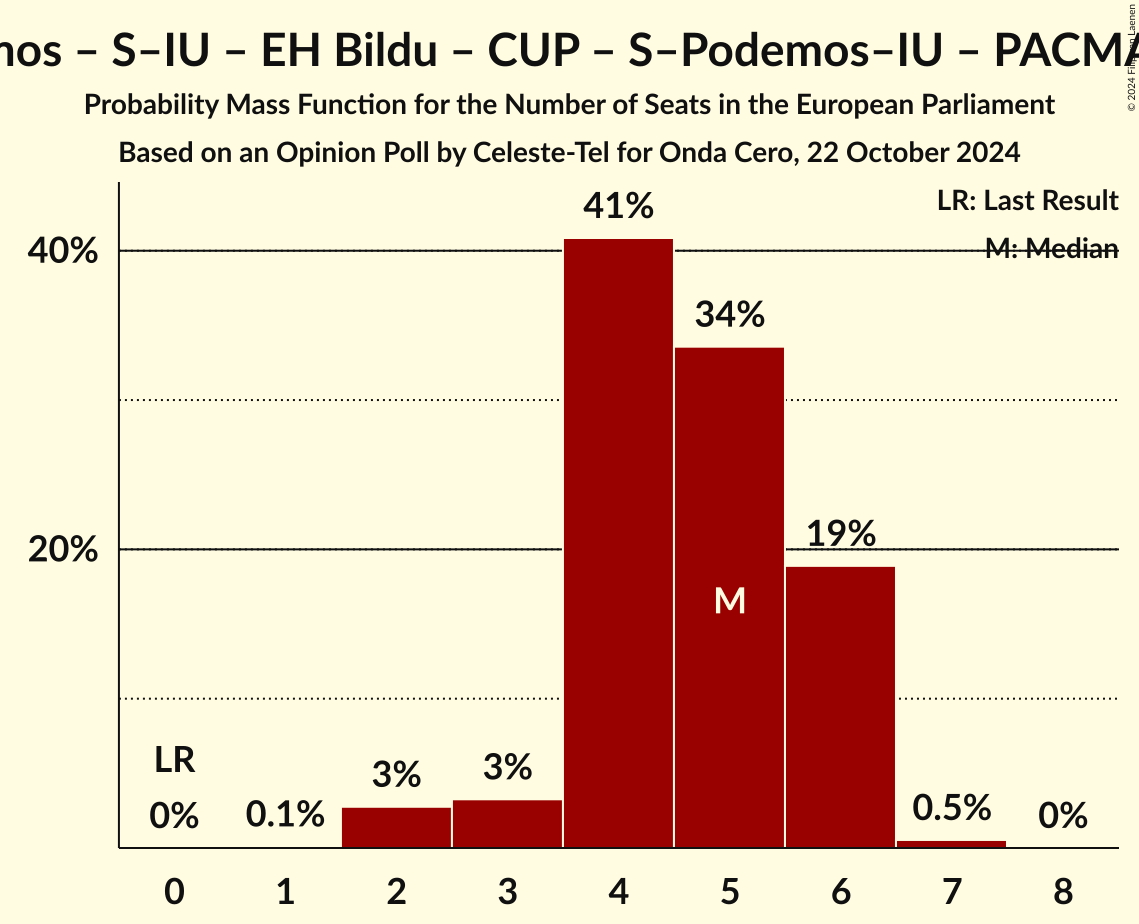 – S–IU – EH Bildu – CUP – S–Podemos–IU –
Probability Mass Function for the Number of Seats in the European Parliament
Based on an Opinion Poll by Celeste-Tel for Onda Cero, 22 October 2024
© 2024 Filip van Laenen
LR: Last Result
M: Median
41%
40%
34%
20%
19%
M
LR
0%
0.1%
3%
3%
0.5%
0%
0 1 2 3 4 5 6 7 8